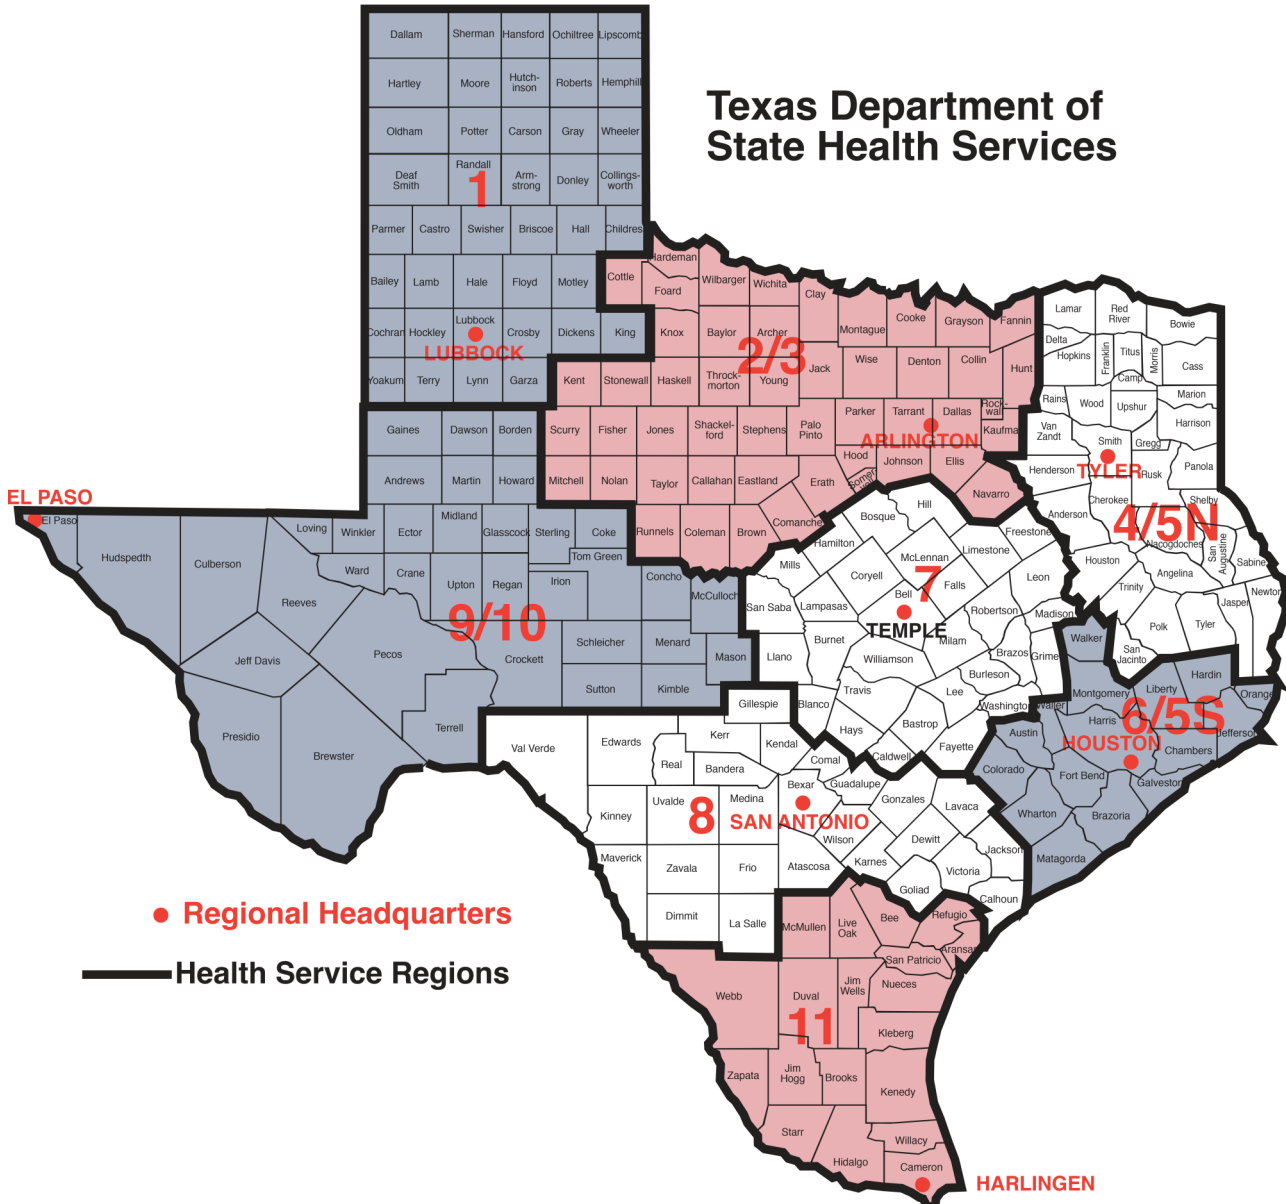 Texas Department of
State Health Services
Dallam
Sherman
Hansford
Ochiltree
Lipscomb
Hartley
Moore
Hutch-
inson
Roberts
Hemphill
Oldham
Potter
Carson
Gray
Wheeler
Deaf
Smith
Randall
1
Arm-
strong
Donley
Collings-
worth
Parmer
Castro
Swisher
Briscoe
Hall
Childres
Bailey
Lamb
Hale
Floyd
Motley
Cochran
Hockley
Lubbock
LUBBOCK
Crosby
Dickens
King
Yoakum
Terry
Lynn
Garza
Cottle
Hardeman
Foard
Wilbarger
Wichita
Clay
Knox
Baylor
Archer
Montague
Cooke
Grayson
Fannin
2/3
Kent
Stonewall
Haskell
Throck-
morton
Young
Jack
Wise
Denton
Collin
Hunt
Scurry
Fisher
Jones
Shackel-
ford
Stephens
Palo
Pinto
Parker
Tarrant
Dallas
Rock-
wall
Kaufma
ARLINGTON
Hood
Johnson
Ellis
Mitchell
Nolan
Taylor
Callahan
Eastland
Erath
Somer
vell
Navarro
Runnels
Coleman
Brown
Comanche
Lamar
Red
River
Bowie
Delta
Hopkins
Franklin
Titus
Morris
Cass
Camp
Rains
Wood
Upshur
Marion
Harrison
Van
Zandt
Smith
Gregg
TYLER
Henderson
Rusk
Panola
Cherokee
Shelby
Anderson
4/5N
Nacogdoches
San
Augustine
Sabine
Houston
Angelina
Trinity
Newton
Jasper
Polk
Tyler
San
Jacinto
Gaines
Dawson
Borden
Andrews
Martin
Howard
EL PASO
El Paso
Hudspeth
Culberson
Loving
Winkler
Ector
Midland
Glasscock
Sterling
Coke
Ward
Crane
Upton
Regan
Tom Green
Irion
Concho
McCulloch
Reeves
9/10
Jeff Davis
Pecos
Crockett
Schleicher
Menard
Mason
Sutton
Kimble
Presidio
Brewster
Terrell
Bosque
Hill
Freestone
Hamilton
McLennan
Limestone
Mills
Coryell
7
Falls
Leon
Bell
TEMPLE
San Saba
Lampasas
Robertson
Madison
Burnet
Milam
Llano
Williamson
Brazos
Grime
Burleson
Travis
Lee
Washington
Blanco
Bastrop
Hays
Caldwell
Fayette
Walker
Montgomery
Liberty
Hardin
Orange
Waller
Harris
6/5S
Jefferson
Austin
HOUSTON
Chambers
Colorado
Fort Bend
Galveston
Wharton
Brazoria
Matagorda
Gillespie
Val Verde
Edwards
Kerr
Kendal
Real
Bandera
Comal
Bexar
Guadalupe
Kinney
Uvalde
Medina
8
SAN ANTONIO
Gonzales
Lavaca
Wilson
Dewitt
Maverick
Zavala
Frio
Atascosa
Karnes
Jackson
Victoria
Goliad
Calhoun
Dimmit
La Salle
McMullen
Live
Oak
Bee
Refugio
Aransas
San Patricio
Webb
Duval
Jim
Wells
Nueces
11
Kleberg
Zapata
Jim
Hogg
Brooks
Kenedy
Starr
Hidalgo
Willacy
Cameron
HARLINGEN
Regional Headquarters
Health Service Regions